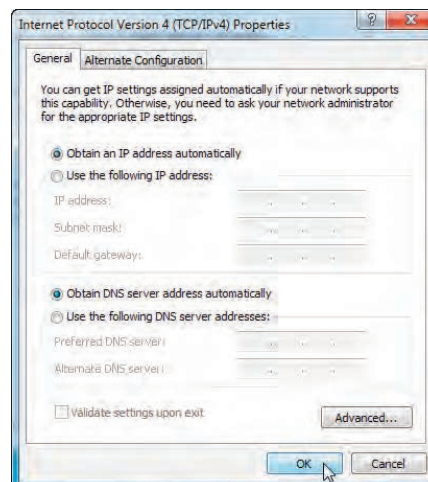 Internet Protocol Version 4 (TCP/IPv4) Properties
General
Alternate Configuration
You can get IP settings assigned automatically if your network supports
this capability. Otherwise, you need to ask your network administrator
for the appropriate IP settings.
Obtain an IP address automatically
Use the following IP address:
IP address:
Subnet mask:
Default gateway:
Obtain DNS server address automatically
Use the following DNS server addresses:
Preferred DNS server:
Alternate DNS server:
Validate settings upon exit
Advanced...
OK
Cancel